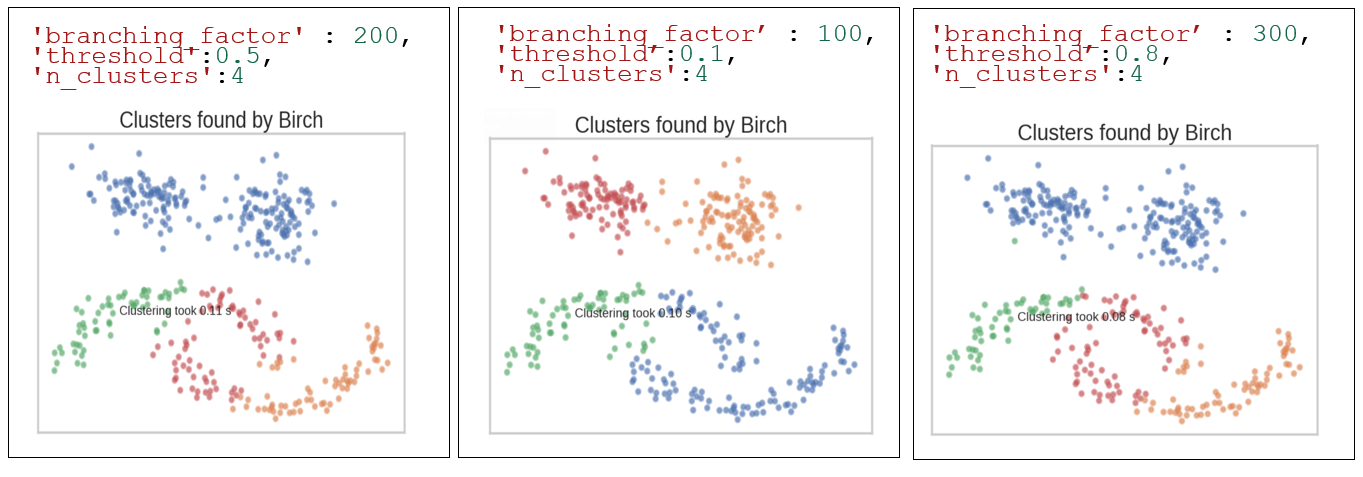 'branching_factor' : 200,
'threshold':0.5,
'n_clusters':4
Clusters found by Birch
Clustering took 0.11 s
'branching_factor’ : 100,
'threshold’:0.1,
'n_clusters':4
Clusters found by Birch
Clustering took 0.10 s
'branching_factor’ : 300,
'threshold’:0.8,
'n_clusters':4
Clusters found by Birch
Clustering took 0.08 s